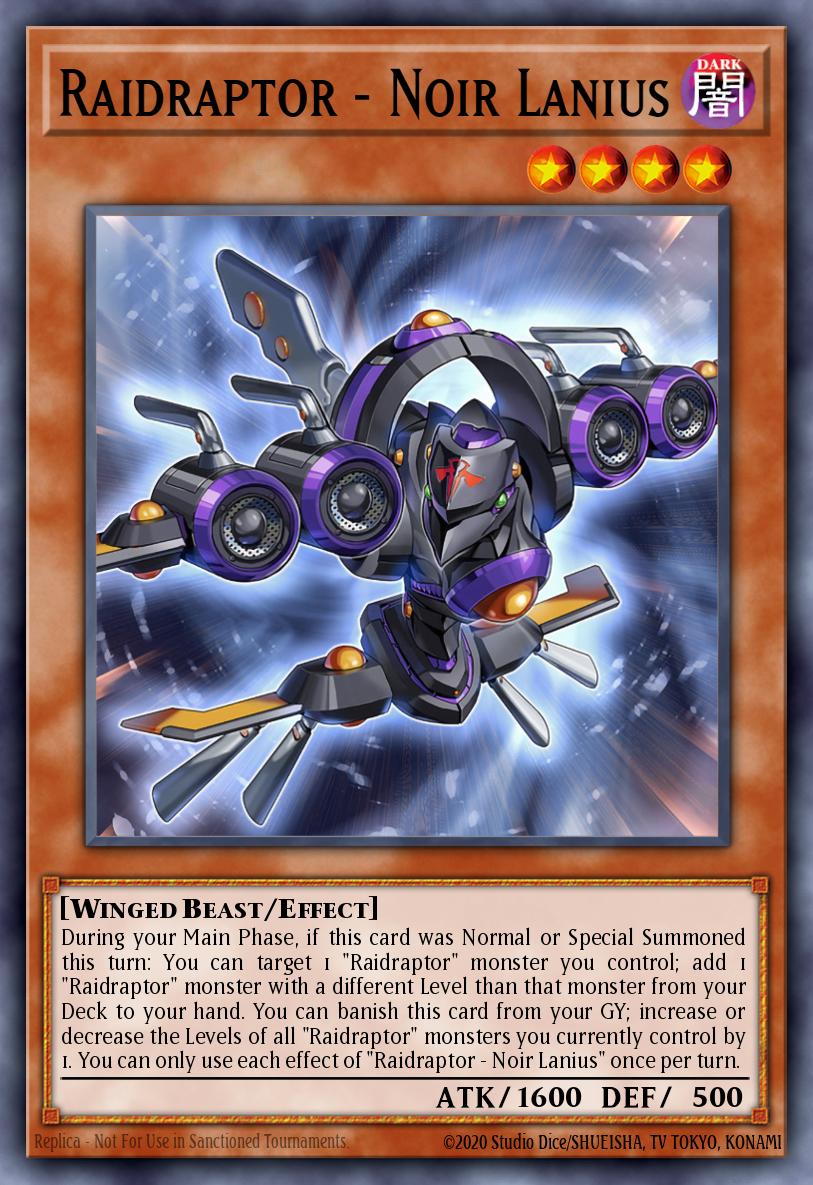 Raidraptor - Noir Lanius
DARK
闇
[Winged Beast/Effect]
During your Main Phase, if this card was Normal or Special Summoned
this turn: You can target 1 "Raidraptor" monster you control; add 1
"Raidraptor" monster with a different Level than that monster from your
Deck to your hand. You can banish this card from your GY; increase or
decrease the Levels of all "Raidraptor" monsters you currently control by
1. You can only use each effect of "Raidraptor - Noir Lanius" once per turn.
ATK/1600 DEF/ 500
Replica - Not For Use in Sanctioned Tournaments.
©2020 Studio Dice/SHUEISHA, TV TOKYO, KONAMI